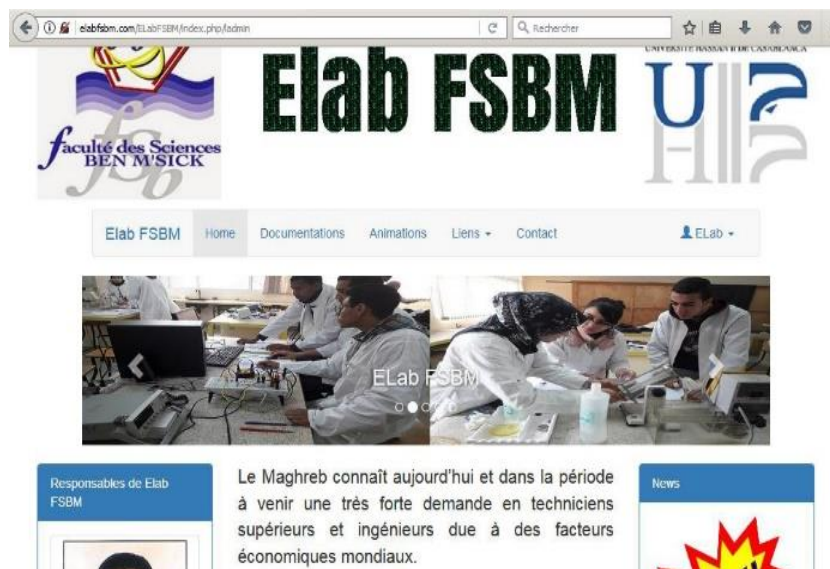 elabfsbm.com/ELabFSBM/index.php/ladmin
Rechercher
UNIVERSITE HASSAN II DE CASABLANCA
faculté des Sciences
BEN M'SICK
fsb
Elab FSBM
U
H
Elab FSBM Home Documentations Animations Liens Contact ELab
ELab FSBM
Responsables de Elab
FSBM
Le Maghreb connaît aujourd'hui et dans la période
à venir une très forte demande en techniciens
supérieurs et ingénieurs due à des facteurs
économiques mondiaux.
News